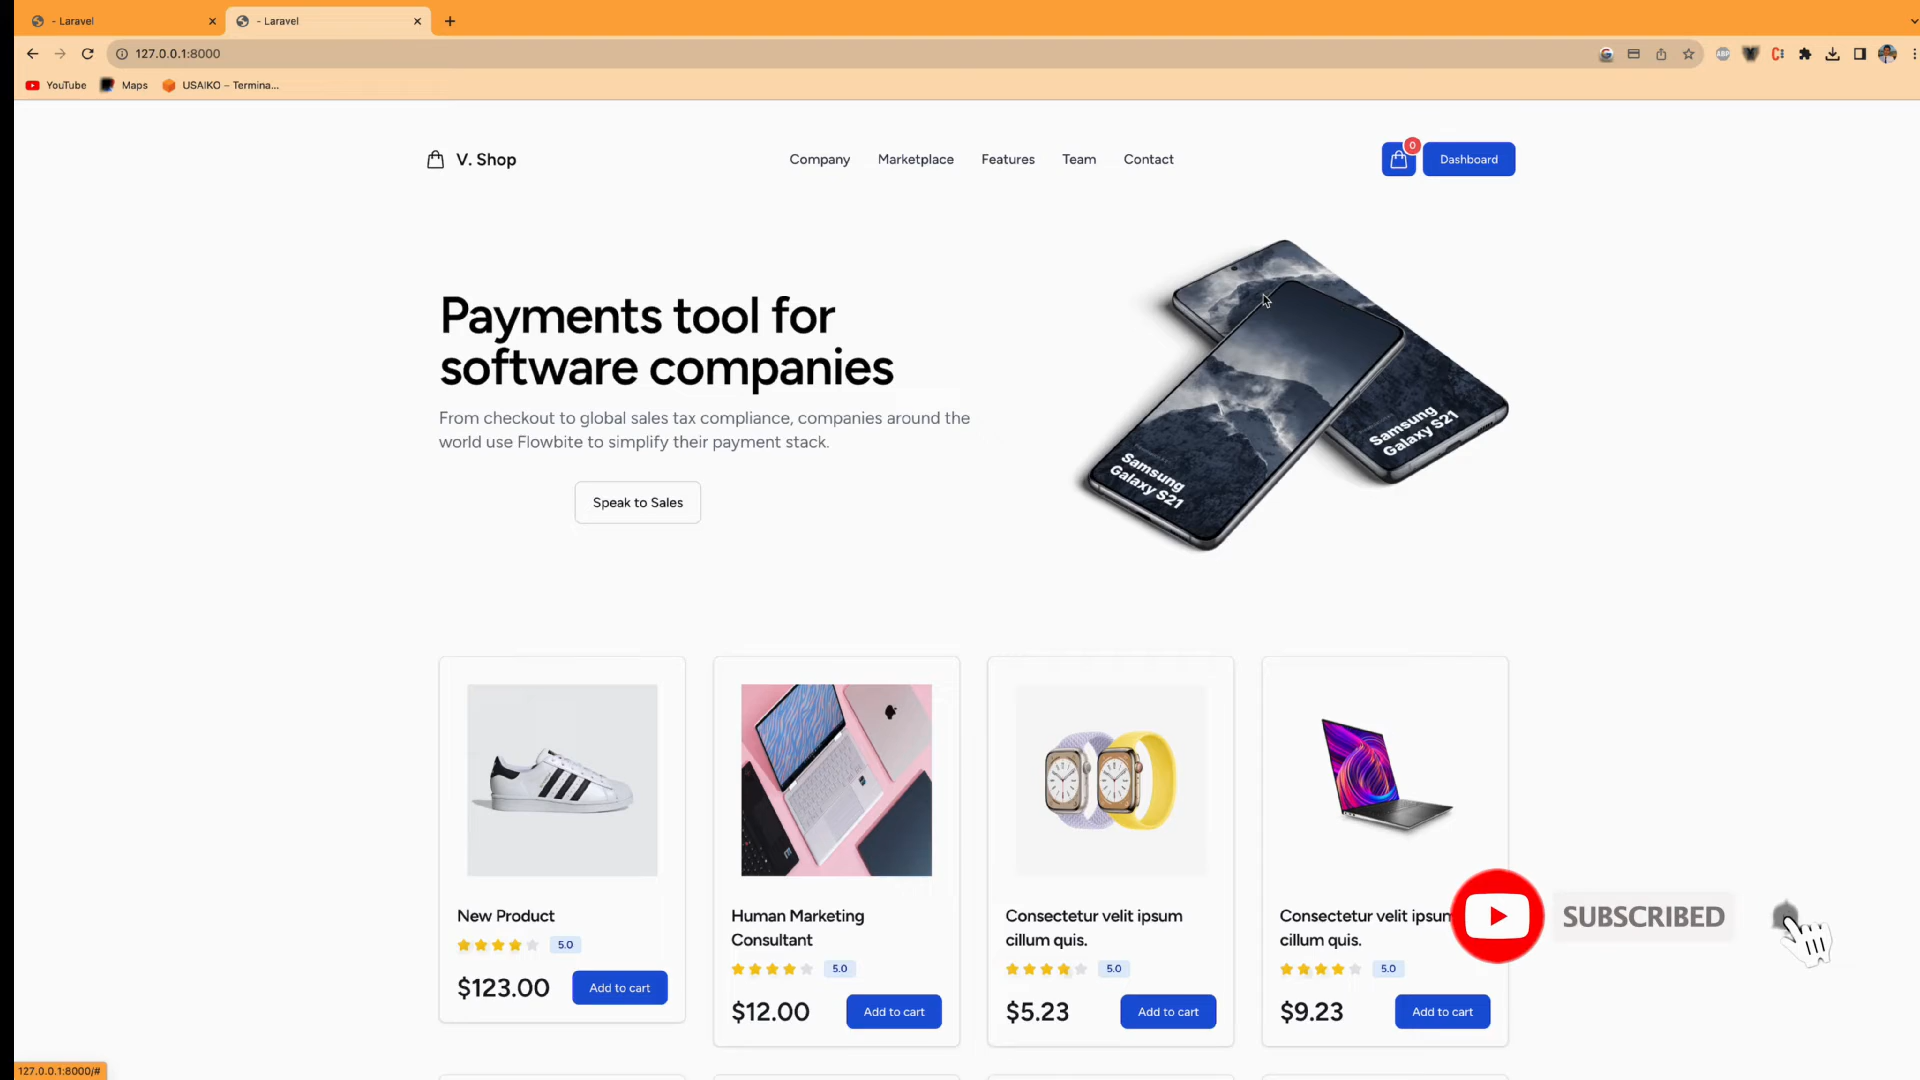 - Laravel
- Laravel
127.0.0.1:8000
YouTube
Maps
USAIKO – Termina...
V. Shop
Company
Marketplace
Features
Team
Contact
0
Dashboard
Payments tool for
software companies
From checkout to global sales tax compliance, companies around the
world use Flowbite to simplify their payment stack.
Speak to Sales
Samsung
Galaxy S21
Samsung
Galaxy S21
New Product
5.0
$123.00
Add to cart
Human Marketing
Consultant
5.0
$12.00
Add to cart
Consectetur velit ipsum
cillum quis.
5.0
$5.23
Add to cart
Consectetur velit ipsum
cillum quis.
5.0
$9.23
Add to cart
SUBSCRIBED
127.0.0.1:8000/#